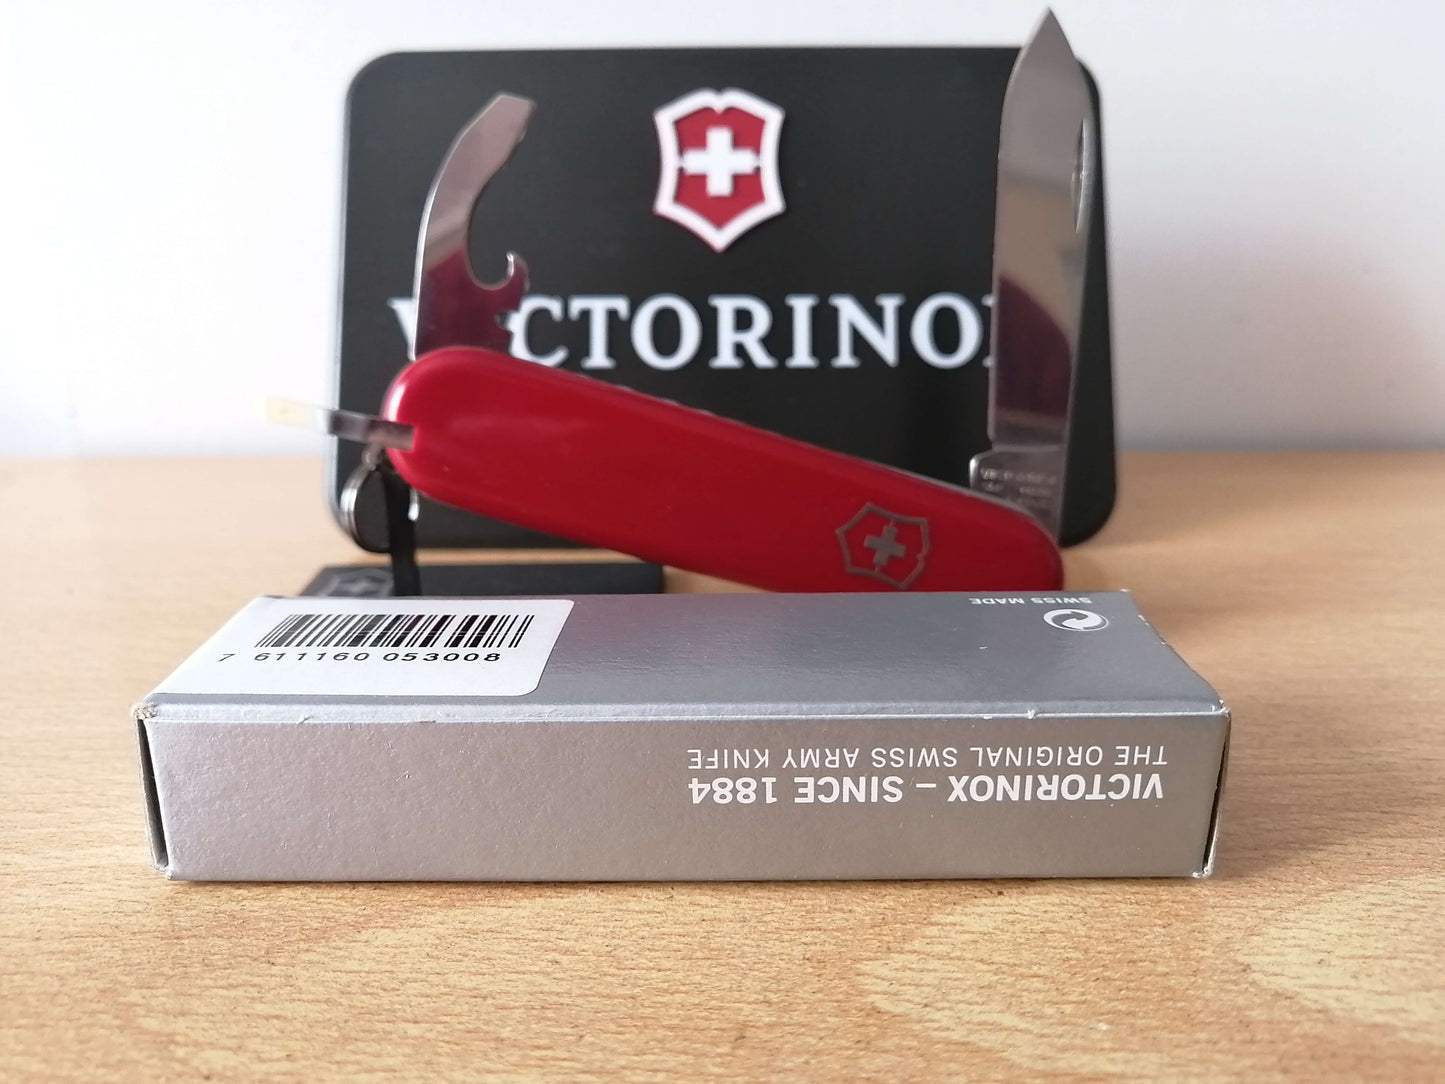 VICTORINOX
SWISS MADE
7 611160 053008
THE ORIGINAL SWISS ARMY KNIFE
VICTORINOX – SINCE 1884